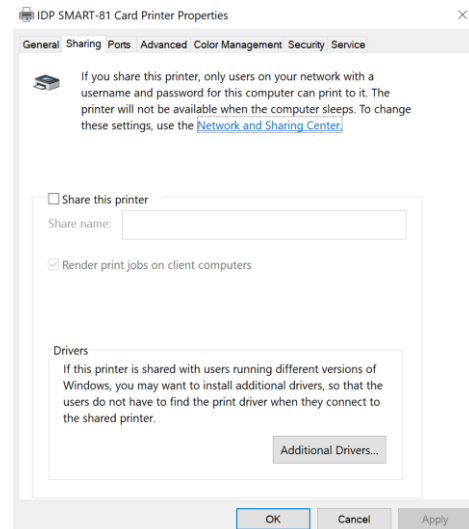 IDP SMART-81 Card Printer Properties
General Sharing Ports Advanced Color Management Security Service
If you share this printer, only users on your network with a
username and password for this computer can print to it. The
printer will not be available when the computer sleeps. To change
these settings, use the Network and Sharing Center.
Share this printer
Share name:
Render print jobs on client computers
Drivers
If this printer is shared with users running different versions of
Windows, you may want to install additional drivers, so that the
users do not have to find the print driver when they connect to
the shared printer.
Additional Drivers...
OK Cancel Apply